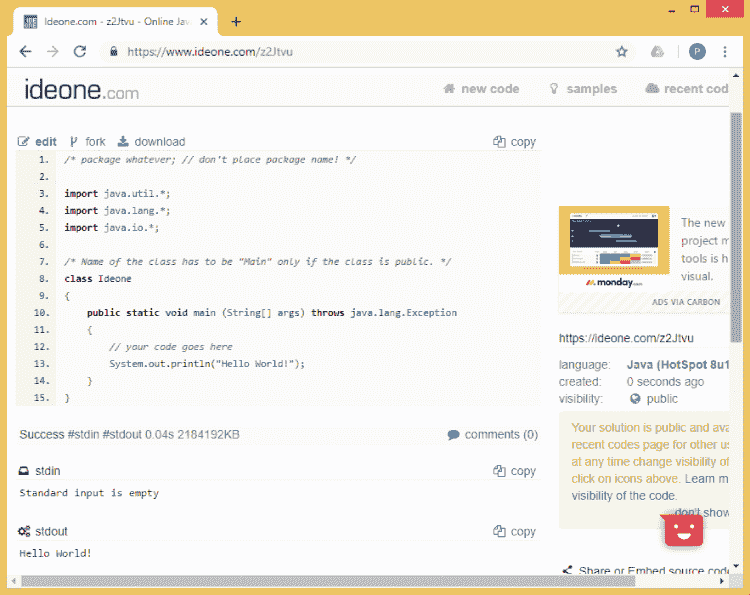 Ideone.com - z2Jtvu - Online Jav
https://www.ideone.com/z2Jtvu
P
ideone.com
new code
samples
recent cod
edit
fork
download
copy
1. /* package whatever; // don't place package name! */
2.
3. import java.util.*;
4. import java.lang.*;
5. import java.io.*;
6.
7. /* Name of the class has to be "Main" only if the class is public. */
8. class Ideone
9. {
10. public static void main (String[] args) throws java.lang.Exception
11. {
12. // your code goes here
13. System.out.println("Hello World!");
14. }
15. }
Success #stdin #stdout 0.04s 2184192KB
comments (0)
stdin
copy
Standard input is empty
stdout
copy
Hello World!
The new
project m
tools is h
visual.
monday.com
ADS VIA CARBON
https://ideone.com/z2Jtvu
language: Java (HotSpot 8u1
created: 0 seconds ago
visibility: public
Your solution is public and ava
recent codes page for other us
at any time change visibility of
click on icons above. Learn m
visibility of the code.
don't show
Share or Embed source code